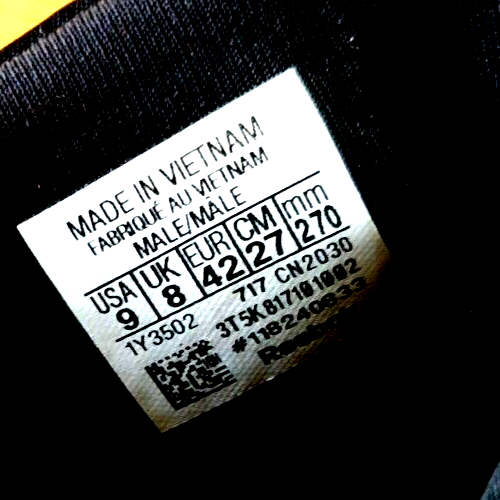 MADE IN VIETNAM
FABRIQUÉ AU VIETNAM
MALE/MALE
USA UK EUR CM mm
9 8 42 27 270
1Y3502 717 CN2030
3T5K817101002
#118240833
Reebok